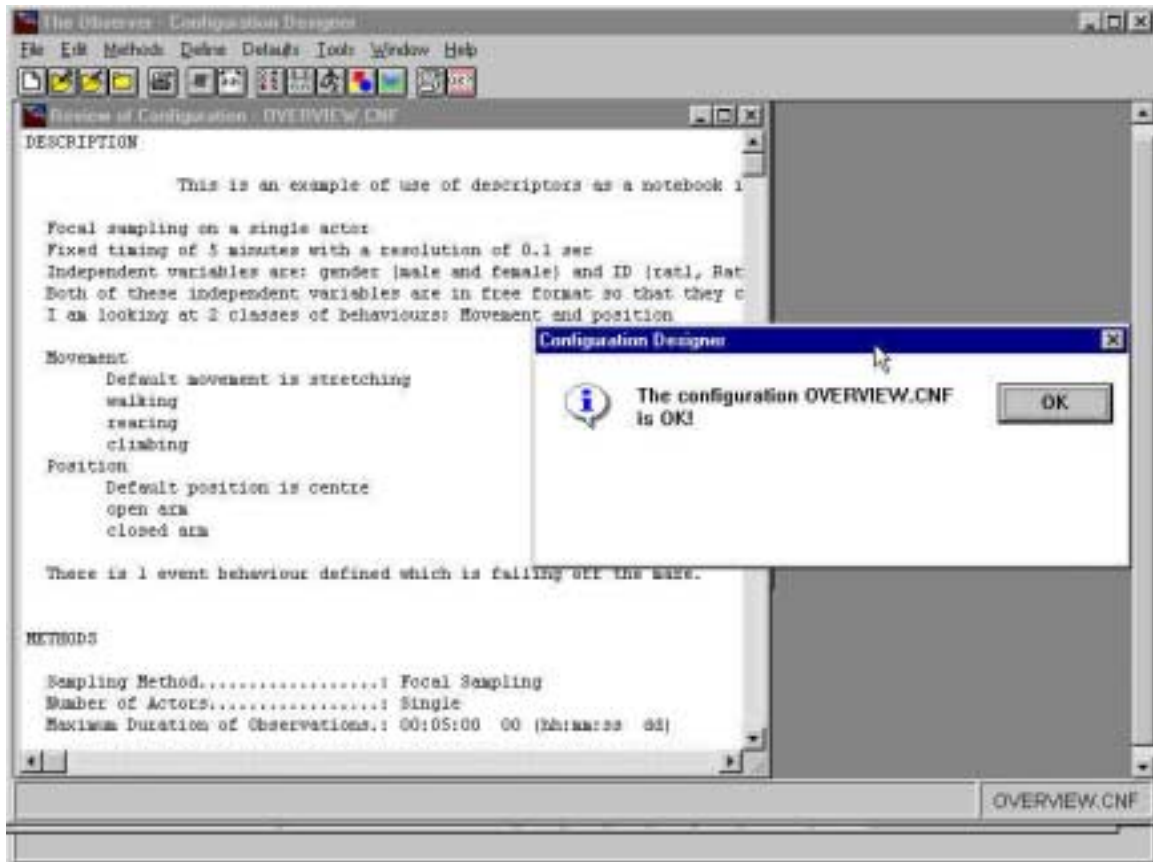 The Observer - Configuration Designer
File Edit Methods Define Defaults Tools Window Help
Review of Configuration - OVERVIEW.CNF
DESCRIPTION
This is an example of use of descriptors as a notebook i
Focal sampling on a single actor
Fixed timing of 5 minutes with a resolution of 0.1 sec
Independent variables are: gender (male and female) and ID (rat1, Rat
Both of these independent variables are in free format so that they c
I am looking at 2 classes of behaviours: Movement and position
Configuration Designer
Movement
Default movement is stretching
walking
rearing
climbing
The configuration OVERVIEW.CNF
is OK!
OK
Position
Default position is centre
open arm
closed arm
There is 1 event behaviour defined which is falling off the maze.
METHODS
Sampling Method..................: Focal Sampling
Number of Actors.................: Single
Maximum Duration of Observations.: 00:05:00 00 (hh:mm:ss dd)
OVERVIEW.CNF